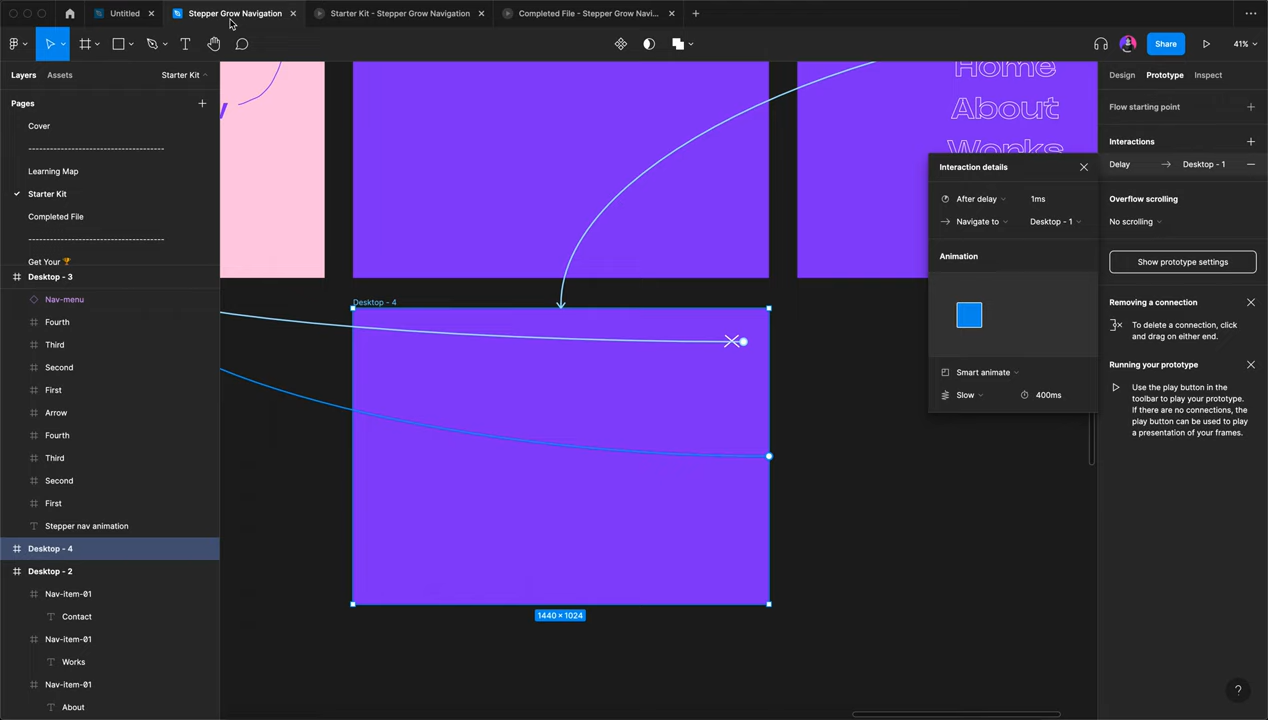 Untitled
Stepper Grow Navigation
Starter Kit - Stepper Grow Navigation
Completed File - Stepper Grow Navi...
Share
41%
Layers
Assets
Starter Kit
Design
Prototype
Inspect
Pages
Cover
-------------------------------------
Learning Map
Starter Kit
Completed File
-------------------------------------
Get Your 🏆
Desktop - 3
Nav-menu
Fourth
Third
Second
First
Arrow
Fourth
Third
Second
First
Stepper nav animation
Desktop - 4
Desktop - 2
Nav-item-01
Contact
Nav-item-01
Works
Nav-item-01
About
Home
About
Works
Desktop - 4
1440 × 1024
Interaction details
After delay
1ms
Navigate to
Desktop - 1
Animation
Smart animate
Slow
400ms
Flow starting point
Interactions
Delay
Desktop - 1
Overflow scrolling
No scrolling
Show prototype settings
Removing a connection
To delete a connection, click
and drag on either end.
Running your prototype
Use the play button in the
toolbar to play your prototype.
If there are no connections, the
play button can be used to play
a presentation of your frames.
?